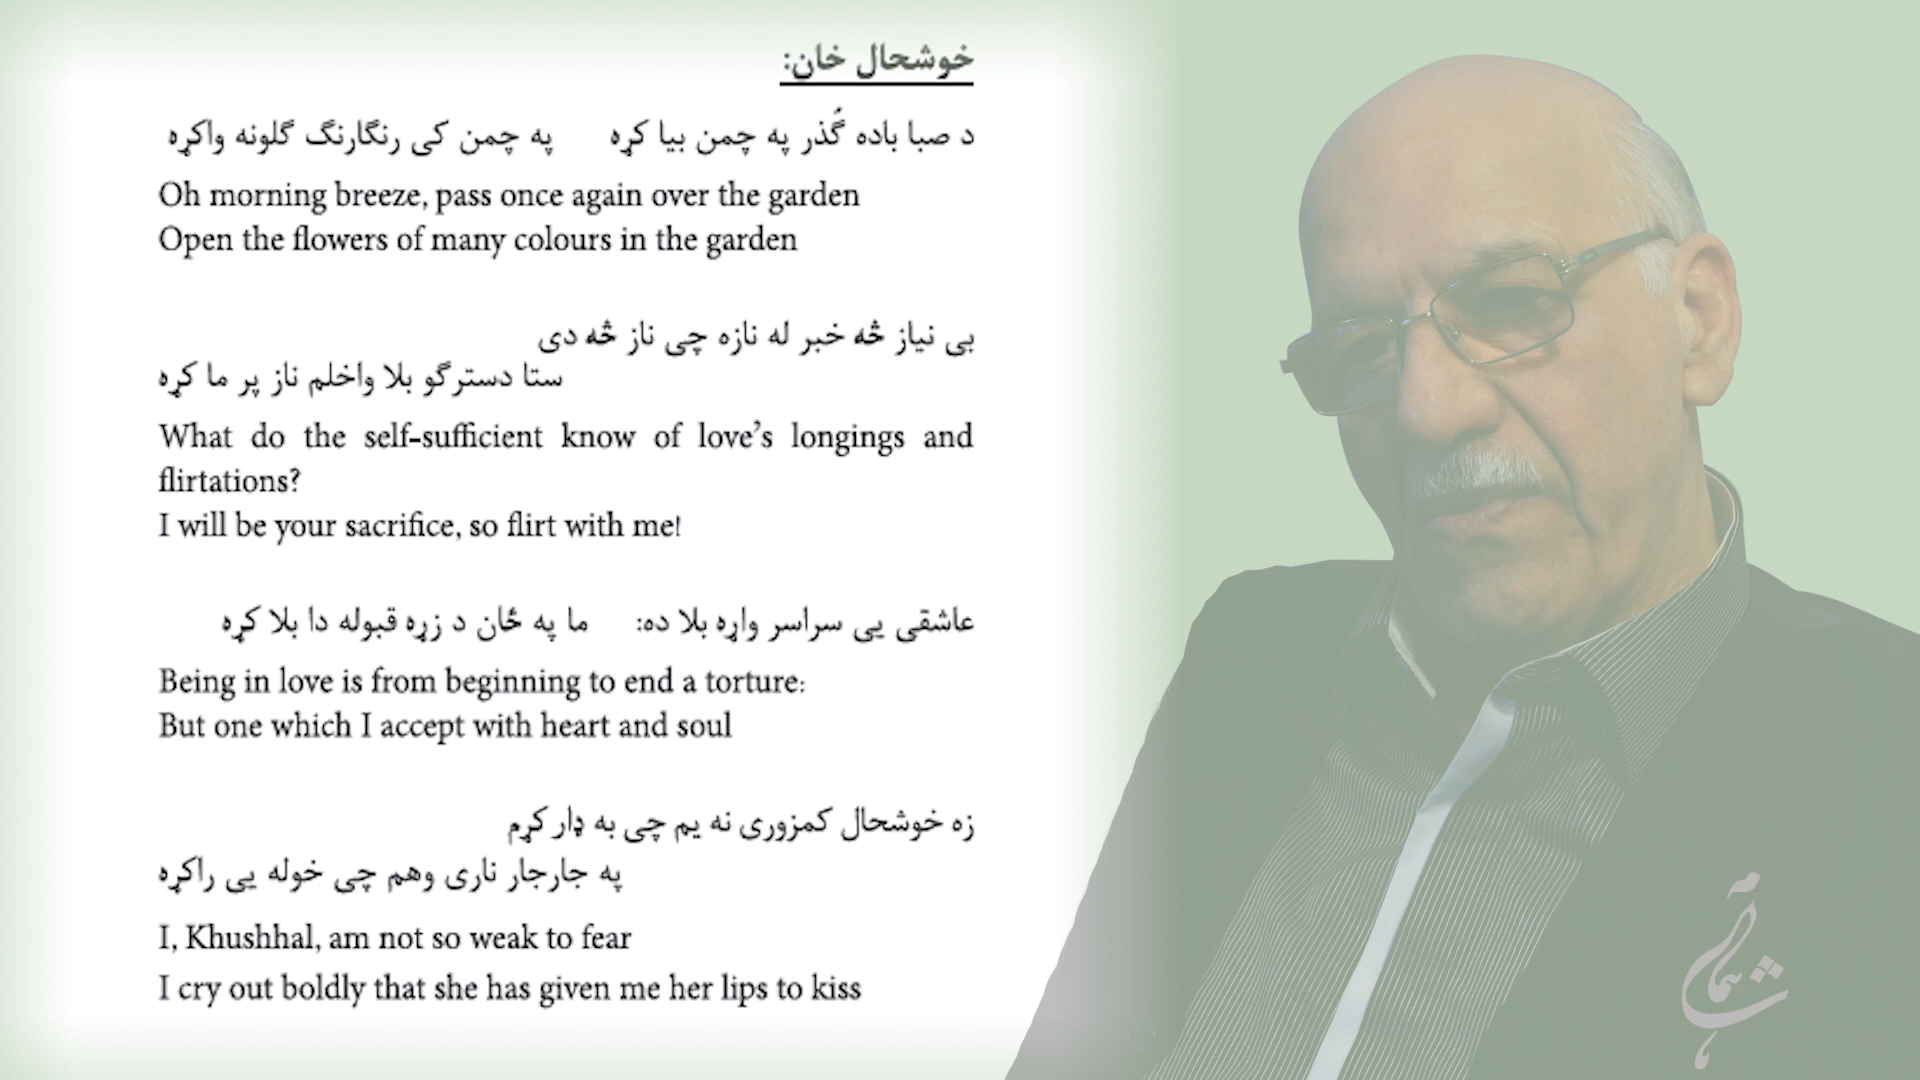 خوشحال خان:
د صبا باده گُذر په چمن بیا کړه په چمن کی رنگارنگ گلونه واکړه
Oh morning breeze, pass once again over the garden
Open the flowers of many colours in the garden
بی نیاز څه خبر له نازه چی ناز څه دی
ستا دسترگو بلا واخلم ناز پر ما کړه
What do the self-sufficient know of love's longings and
flirtations?
I will be your sacrifice, so flirt with me!
عاشقی یی سراسر واړه بلا ده: ما په ځان د زړه قبوله دا بلا کړه
Being in love is from beginning to end a torture:
But one which I accept with heart and soul
زه خوشحال کمزوری نه یم چی به ډار کړم
په جارجار ناری وهم چی خوله یی راکړه
I, Khushhal, am not so weak to fear
I cry out boldly that she has given me her lips to kiss